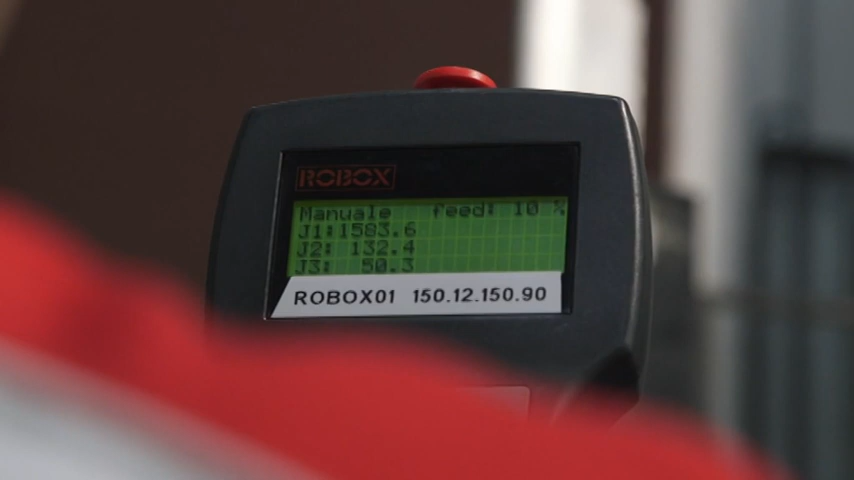 ROBOX
Manuale feed: 10 %
J1:1583.6
J2: 132.4
J3: 50.3
ROBOX01 150.12.150.90